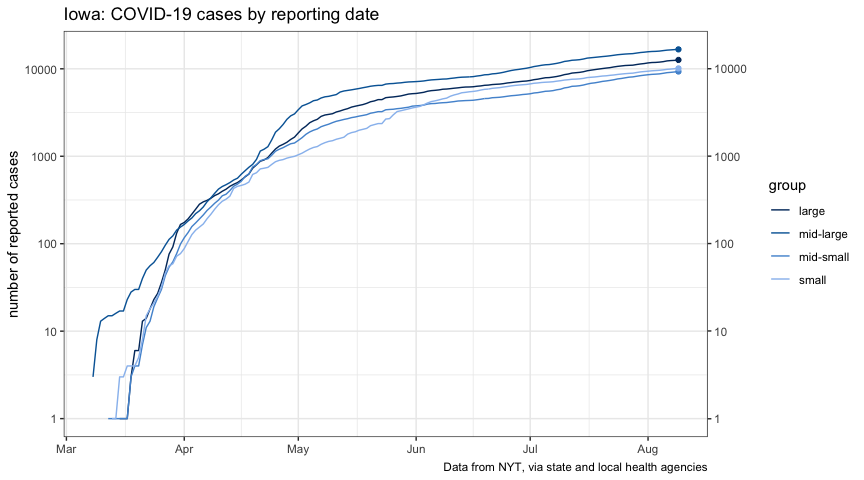 Iowa: COVID-19 cases by reporting date
number of reported cases
10000
1000
100
10
1
10000
1000
100
10
1
Mar Apr May Jun Jul Aug
Data from NYT, via state and local health agencies
group
large
mid-large
mid-small
small